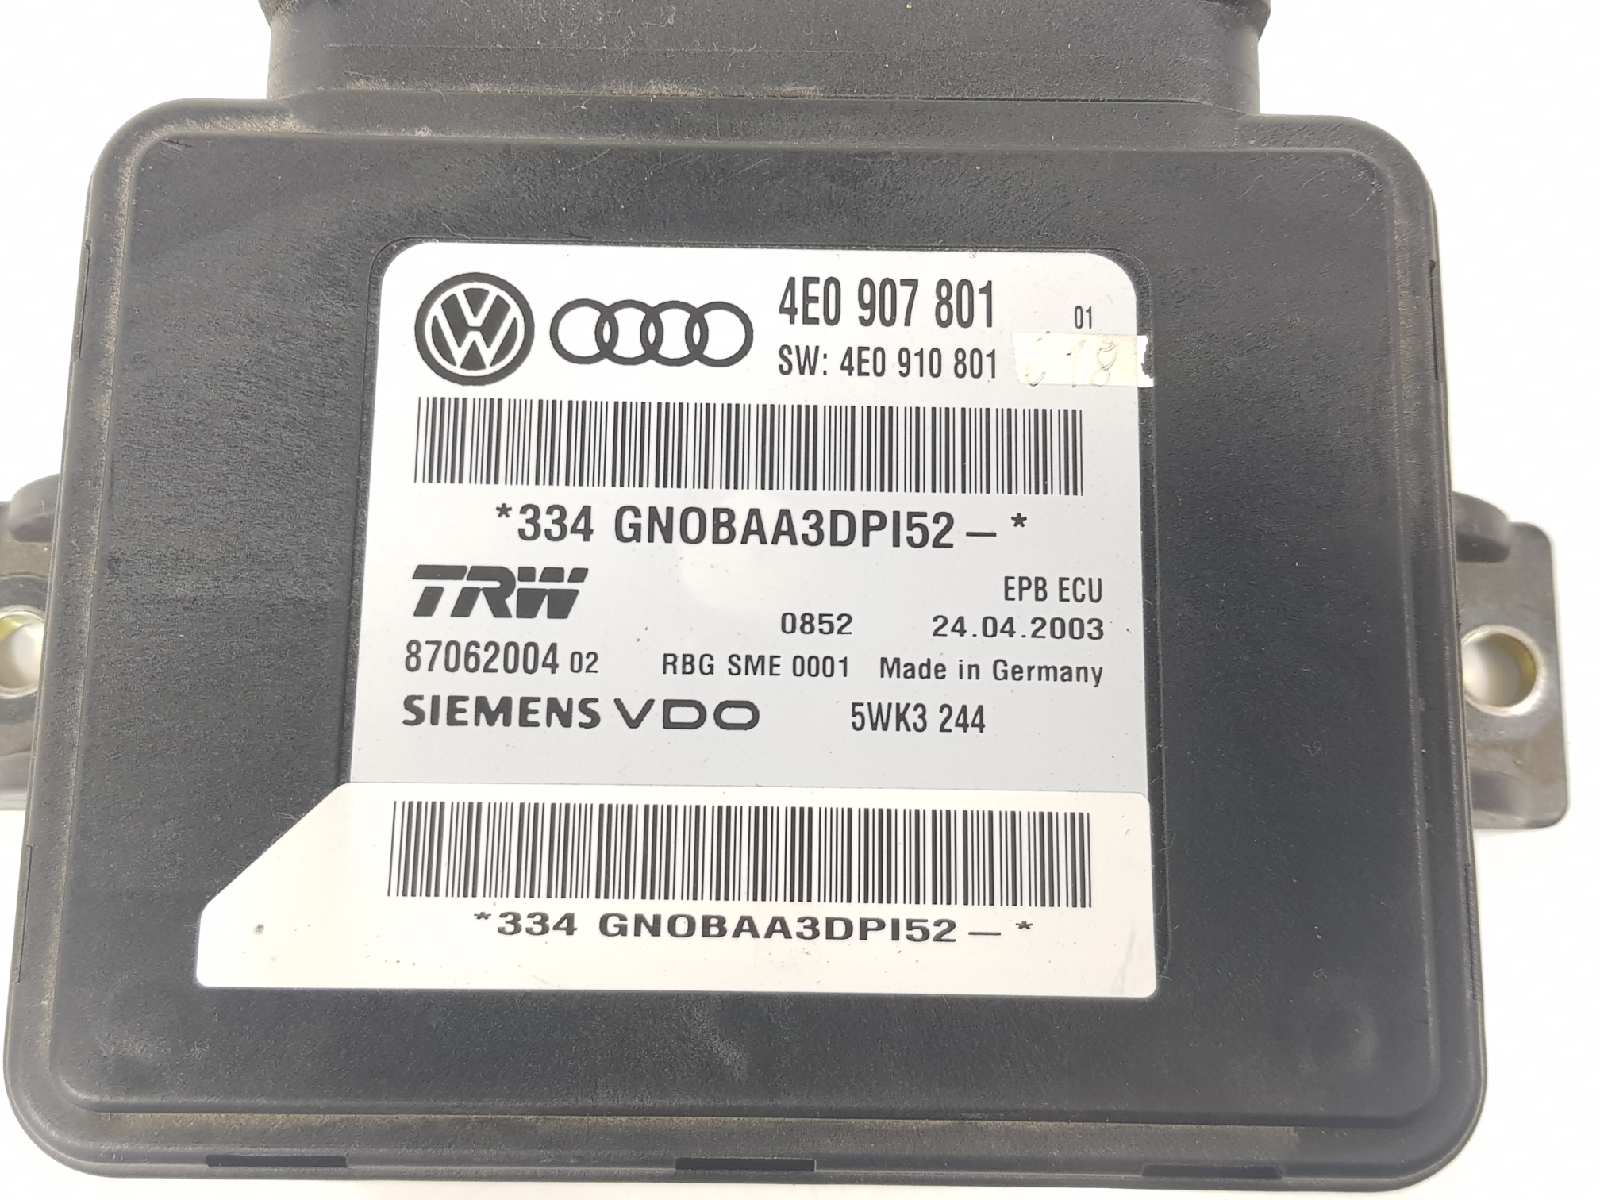 4E0 907 801 01
SW: 4E0 910 801
*334 GNOBAA3DPI52-*
TRW EPB ECU
0852 24.04.2003
87062004 02 RBG SME 0001 Made in Germany
SIEMENS VDO 5WK3 244
*334 GNOBAA3DPI52-*